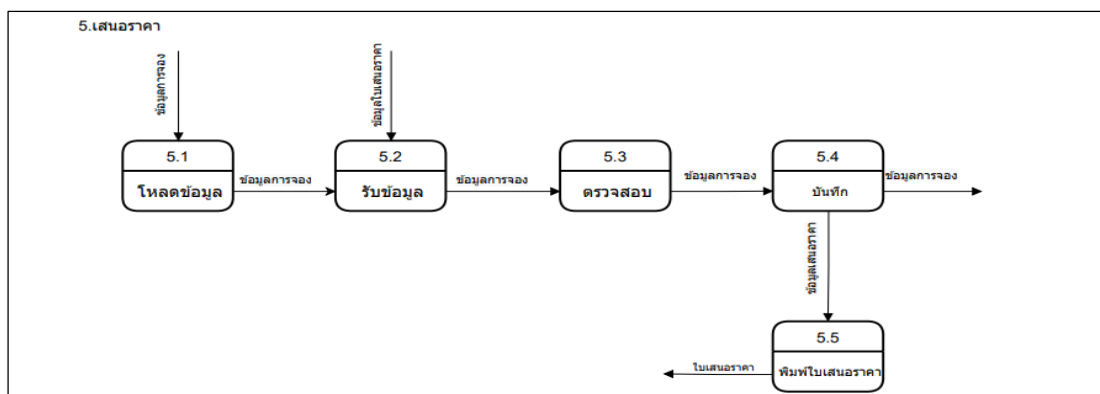 5.เสนอราคา
ข้อมูลการจอง
ข้อมูลใบเสนอราคา
5.1
โหลดข้อมูล
ข้อมูลการจอง
5.2
รับข้อมูล
ข้อมูลการจอง
5.3
ตรวจสอบ
ข้อมูลการจอง
5.4
บันทึก
ข้อมูลการจอง
ข้อมูลเสนอราคา
5.5
พิมพ์ใบเสนอราคา
ใบเสนอราคา